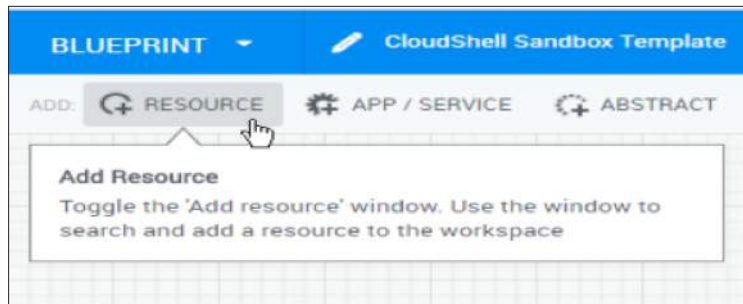 BLUEPRINT CloudShell Sandbox Template
ADD: RESOURCE APP / SERVICE ABSTRACT
Add Resource
Toggle the 'Add resource' window. Use the window to
search and add a resource to the workspace